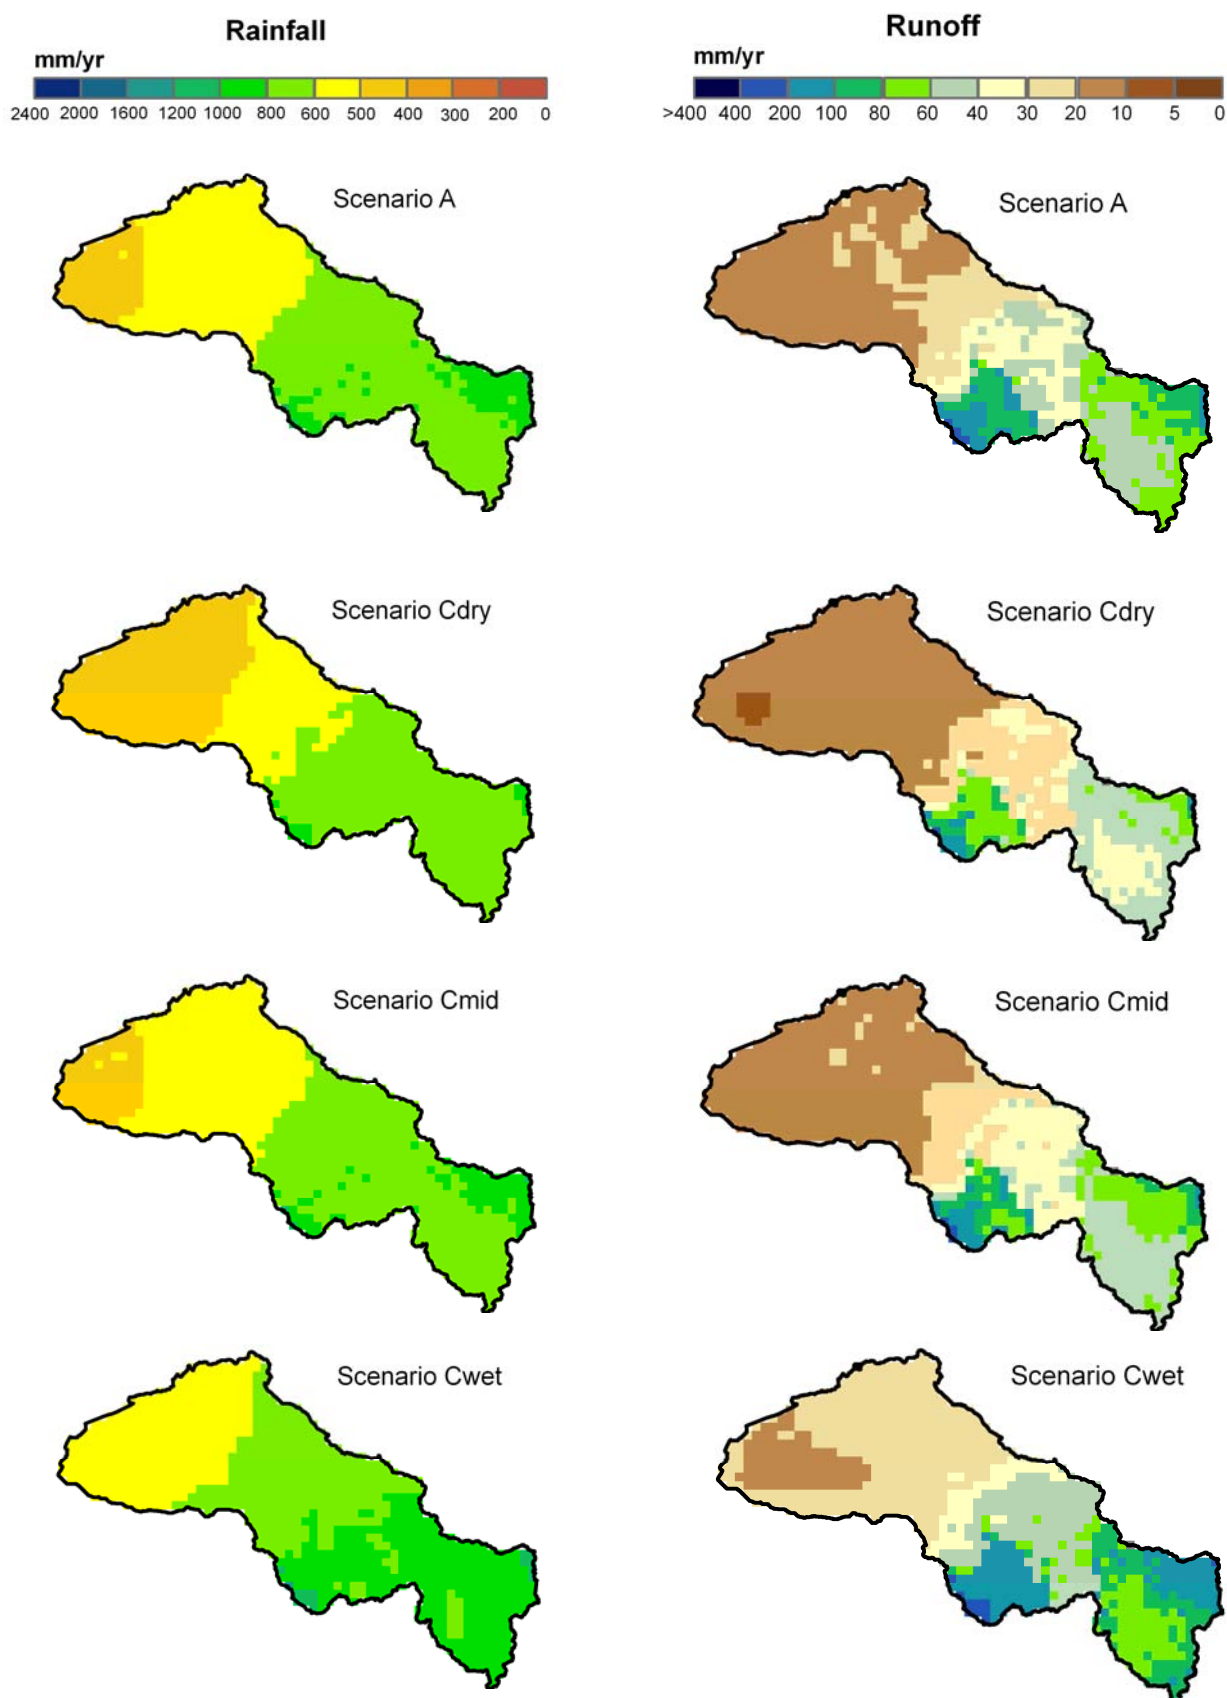 Rainfall
mm/yr
2400 2000 1600 1200 1000 800 600 500 400 300 200 0
Runoff
mm/yr
>400 400 200 100 80 60 40 30 20 10 5 0
Scenario A
Scenario A
Scenario Cdry
Scenario Cdry
Scenario Cmid
Scenario Cmid
Scenario Cwet
Scenario Cwet